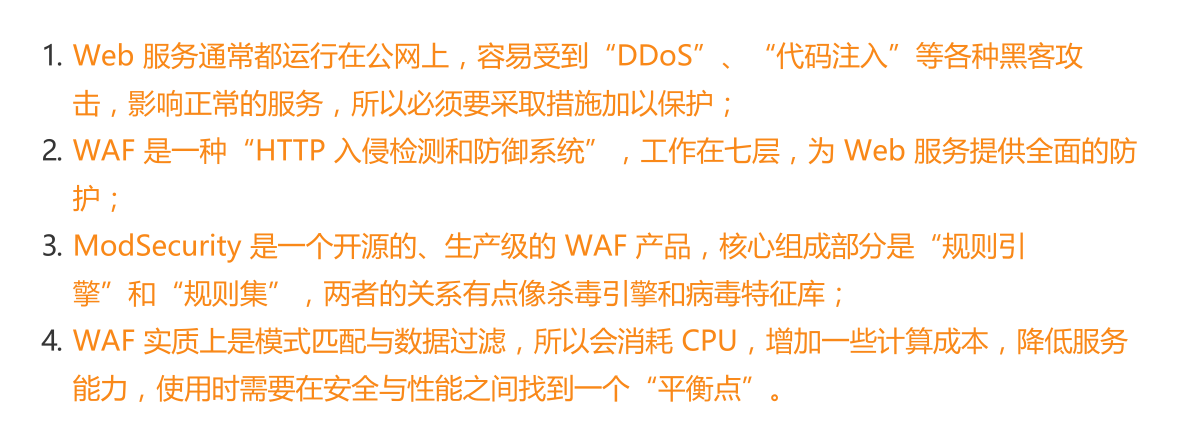 1. Web 服务通常都运行在公网上，容易受到“DDoS”、“代码注入”等各种黑客攻
击，影响正常的服务，所以必须要采取措施加以保护；
2. WAF 是一种“HTTP 入侵检测和防御系统”，工作在七层，为 Web 服务提供全面的防
护；
3. ModSecurity 是一个开源的、生产级的 WAF 产品，核心组成部分是“规则引
擎”和“规则集”，两者的关系有点像杀毒引擎和病毒特征库；
4. WAF 实质上是模式匹配与数据过滤，所以会消耗 CPU，增加一些计算成本，降低服务
能力，使用时需要在安全与性能之间找到一个“平衡点”。